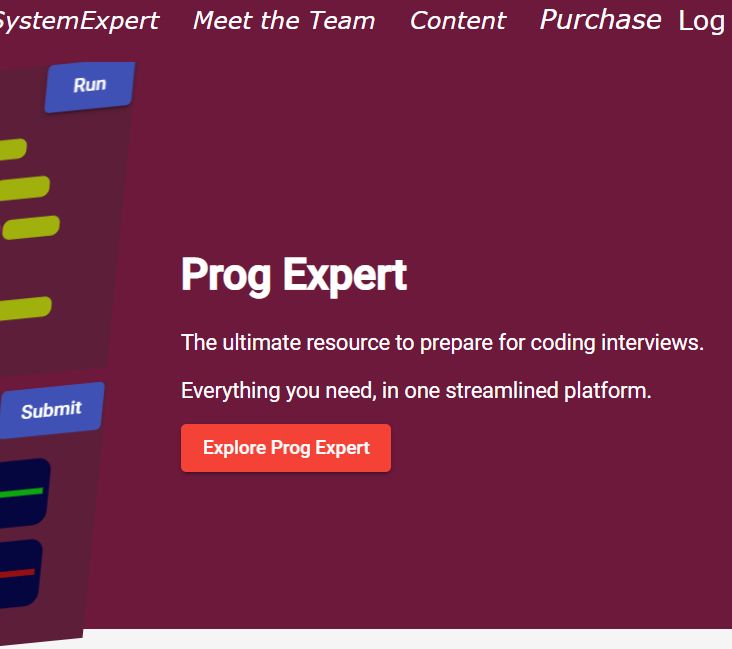 SystemExpert Meet the Team Content Purchase Log
Run
Prog Expert
The ultimate resource to prepare for coding interviews.
Everything you need, in one streamlined platform.
Explore Prog Expert
Submit